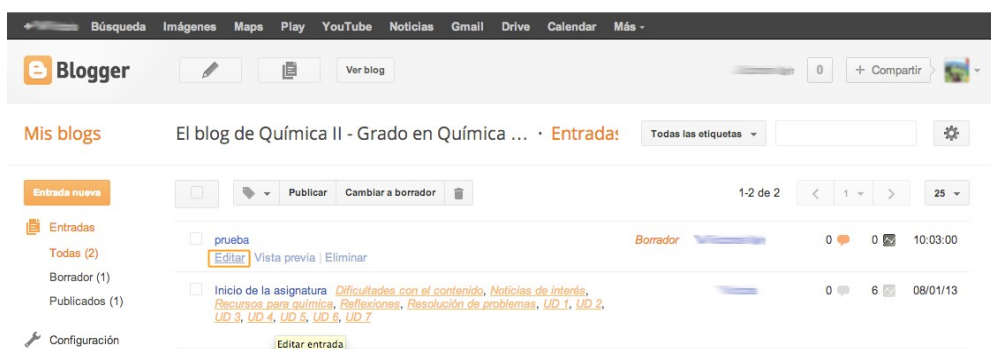 Búsqueda Imágenes Maps Play YouTube Noticias Gmail Drive Calendar Más
Blogger Ver blog 0 + Compartir
Mis blogs El blog de Química II - Grado en Química ... · Entradas Todas las etiquetas
Entrada nueva Publicar Cambiar a borrador 1-2 de 2 < 1 > 25
Entradas
prueba Borrador 0 0 10:03:00
Todas (2)
Editar Vista previa | Eliminar
Borrador (1)
Inicio de la asignatura Dificultades con el contenido, Noticias de interés, 0 6 08/01/13
Publicados (1)
Recursos para química, Reflexiones, Resolución de problemas, UD 1, UD 2,
UD 3, UD 4, UD 5, UD 6, UD 7
Configuración
Editar entrada